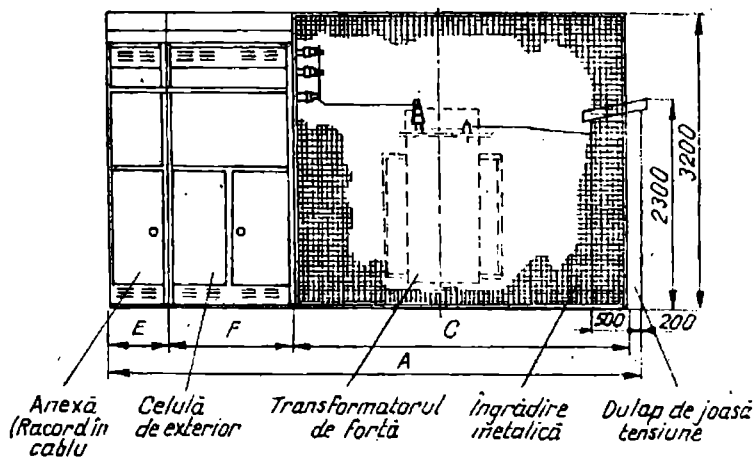 3200
2300
500
200
E
F
C
A
Anexă
(Racord în
cablu
Celulă
de exterior
Transformatorul
de forță
Îngrădire
metalică
Dulap de joasă
tensiune